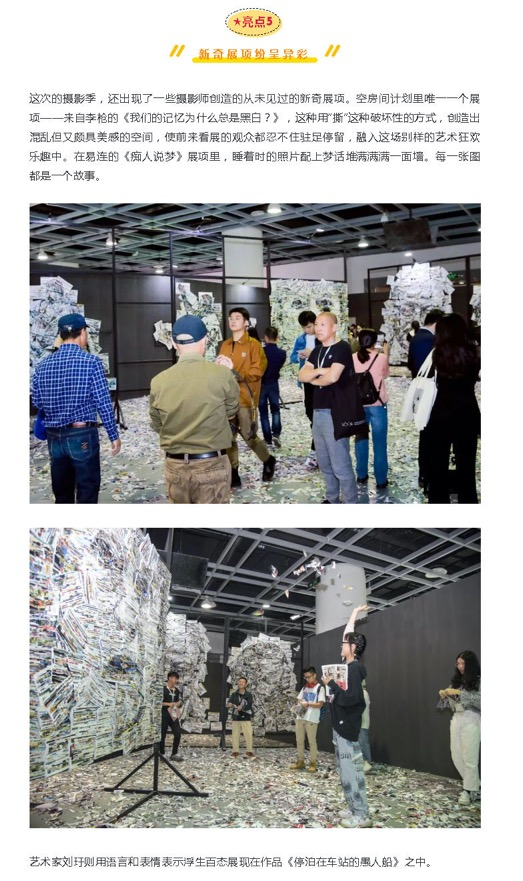 ★亮点5
新奇展项纷呈异彩
这次的摄影季，还出现了一些摄影师创造的从未见过的新奇展项。空房间计划里唯一一个展
项——来自李枪的《我们的记忆为什么总是黑白？》，这种用“撕”这种破坏性的方式，创造出
混乱但又颇具美感的空间，使前来看展的观众都忍不住驻足停留，融入这场别样的艺术狂欢
乐趣中。在易连的《痴人说梦》展项里，睡着时的照片配上梦话堆满满满一面墙。每一张图
都是一个故事。
艺术家刘玗则用语言和表情表示浮生百态展现在作品《停泊在车站的愚人船》之中。